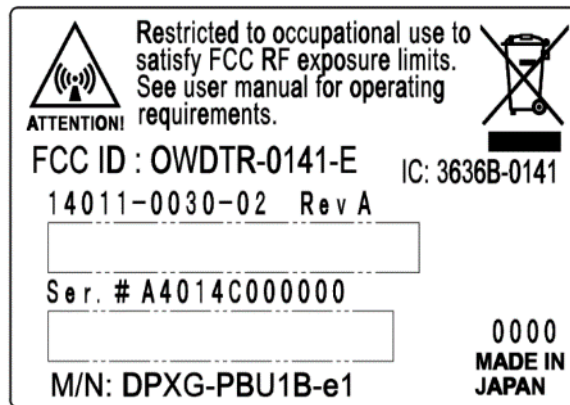 Restricted to occupational use to
satisfy FCC RF exposure limits.
See user manual for operating
requirements.
ATTENTION!
FCC ID : OWDTR-0141-E
IC: 3636B-0141
14011-0030-02 Rev A
Ser. # A4014C000000
0000
MADE IN
JAPAN
M/N: DPXG-PBU1B-e1